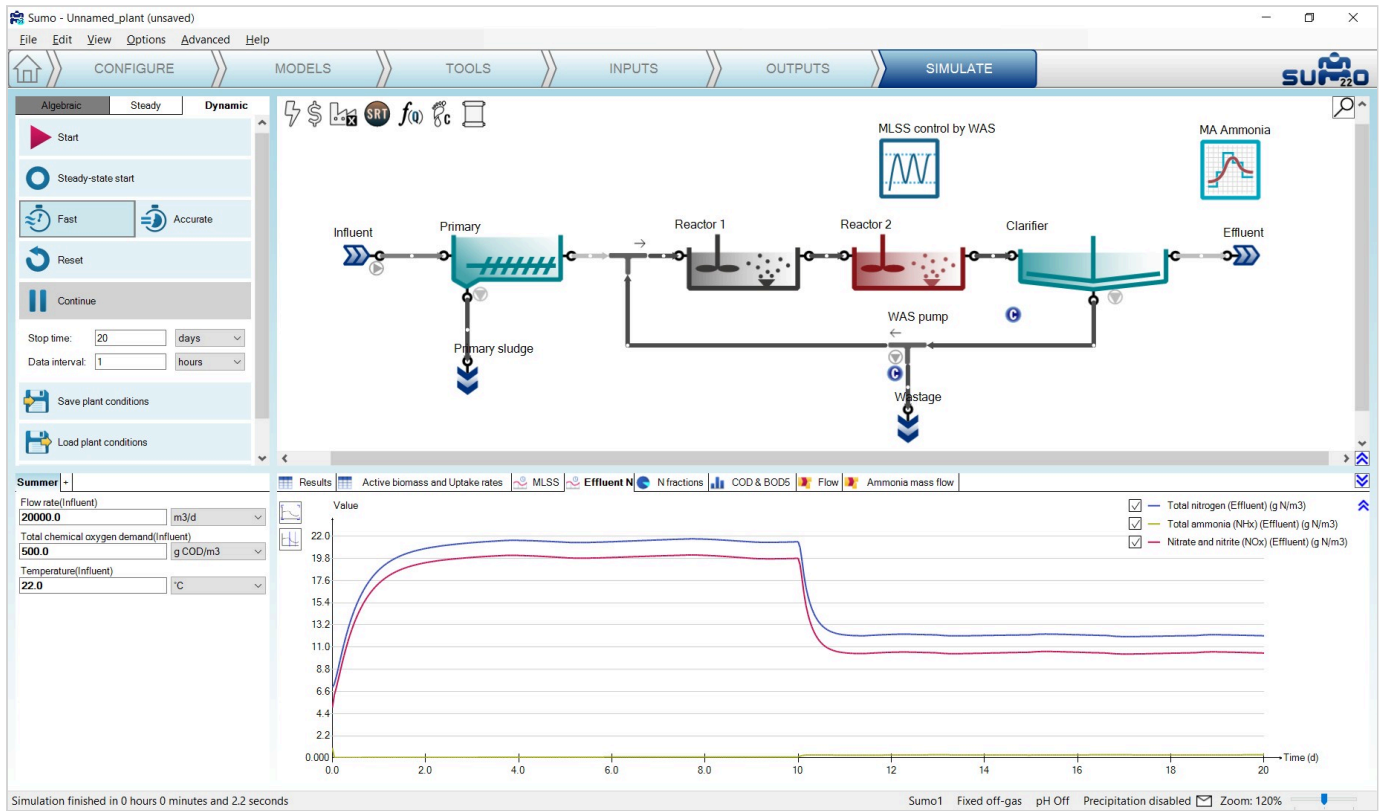 Sumo - Unnamed_plant (unsaved)
File Edit View Options Advanced Help
CONFIGURE MODELS TOOLS INPUTS OUTPUTS SIMULATE
SUMO 22
Algebraic Steady Dynamic
Start
Steady-state start
Fast Accurate
Reset
Continue
Stop time: 20 days
Data interval: 1 hours
Save plant conditions
Load plant conditions
$ SRT f(Q) C
MLSS control by WAS
MA Ammonia
Influent
Primary
Reactor 1
Reactor 2
Clarifier
Effluent
WAS pump
C
Primary sludge
C
Wastage
Summer +
Flow rate(Influent)
20000.0 m3/d
Total chemical oxygen demand(Influent)
500.0 g COD/m3
Temperature(Influent)
22.0 °C
Results Active biomass and Uptake rates MLSS Effluent N N fractions COD & BOD5 Flow Ammonia mass flow
Value
Total nitrogen (Effluent) (g N/m3)
Total ammonia (NHx) (Effluent) (g N/m3)
Nitrate and nitrite (NOx) (Effluent) (g N/m3)
22.0
19.8
17.6
15.4
13.2
11.0
8.8
6.6
4.4
2.2
0.000
0.0 2.0 4.0 6.0 8.0 10 12 14 16 18 20
Time (d)
Simulation finished in 0 hours 0 minutes and 2.2 seconds
Sumo1 Fixed off-gas pH Off Precipitation disabled Zoom: 120%